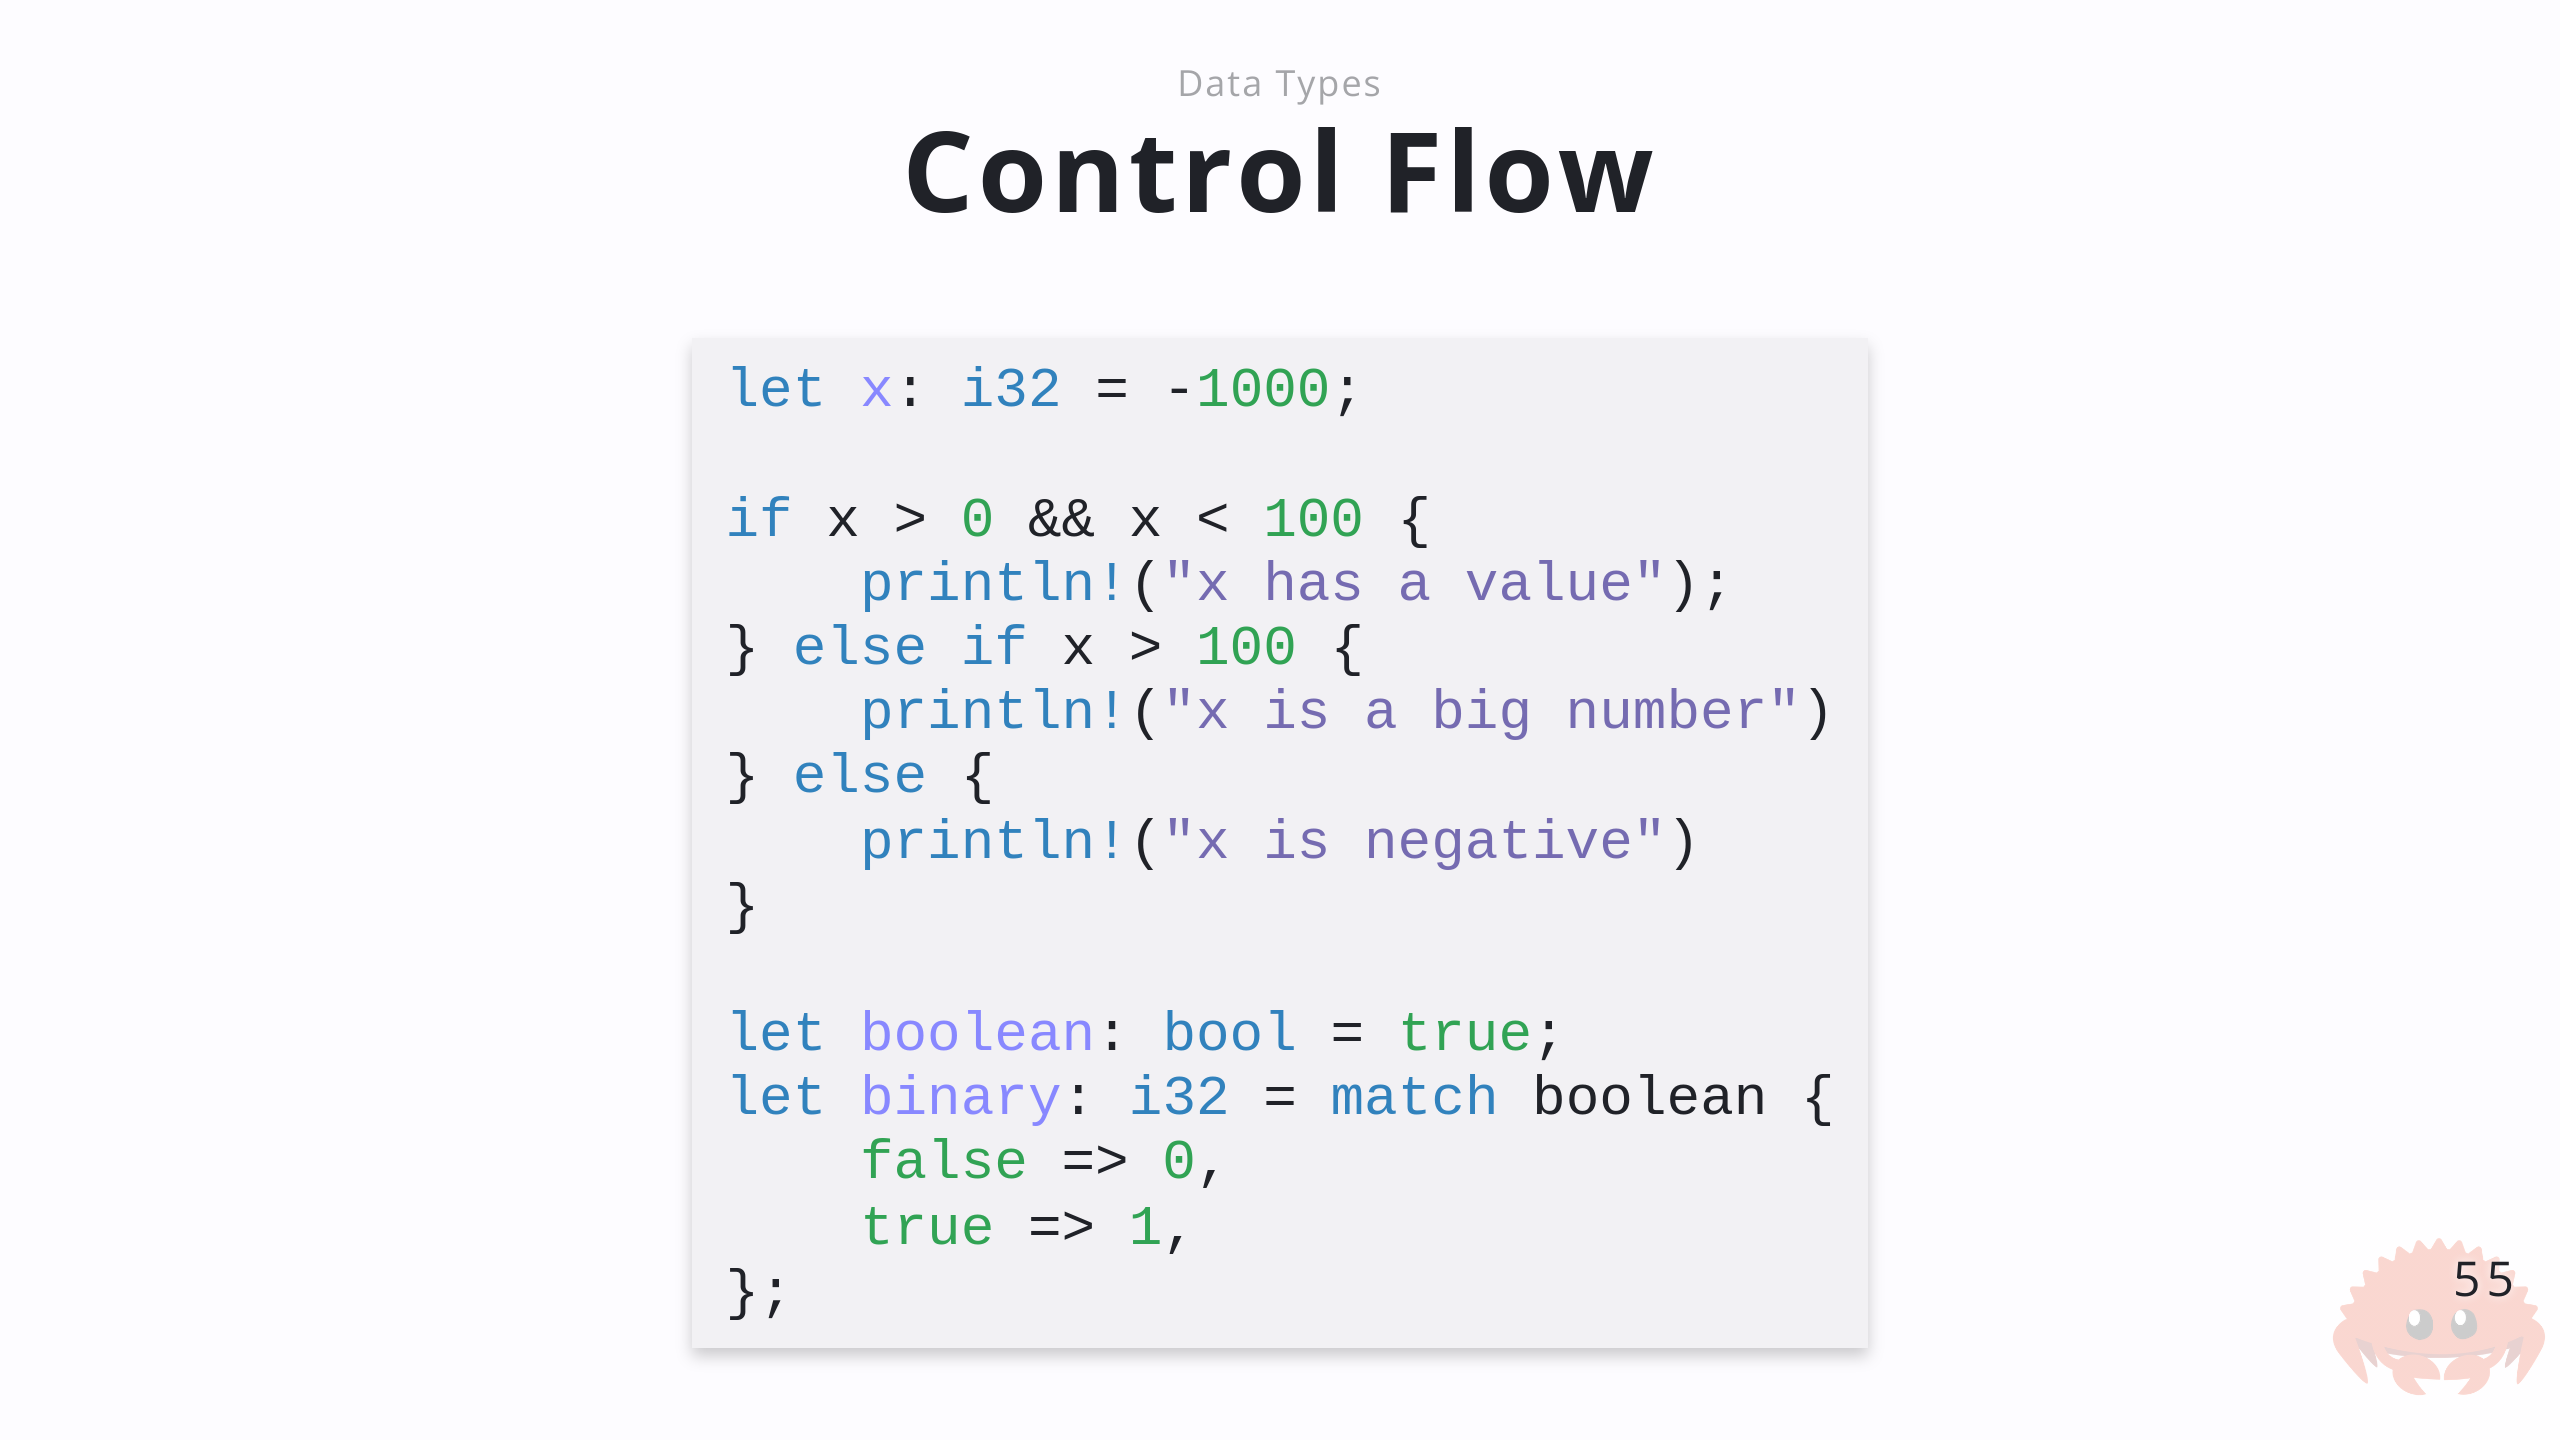 Data Types
Control Flow
let x: i32 = -1000;
if x > 0 && x < 100 {
    println!("x has a value");
} else if x > 100 {
    println!("x is a big number")
} else {
    println!("x is negative")
}
let boolean: bool = true;
let binary: i32 = match boolean {
    false => 0,
    true => 1,
};
55